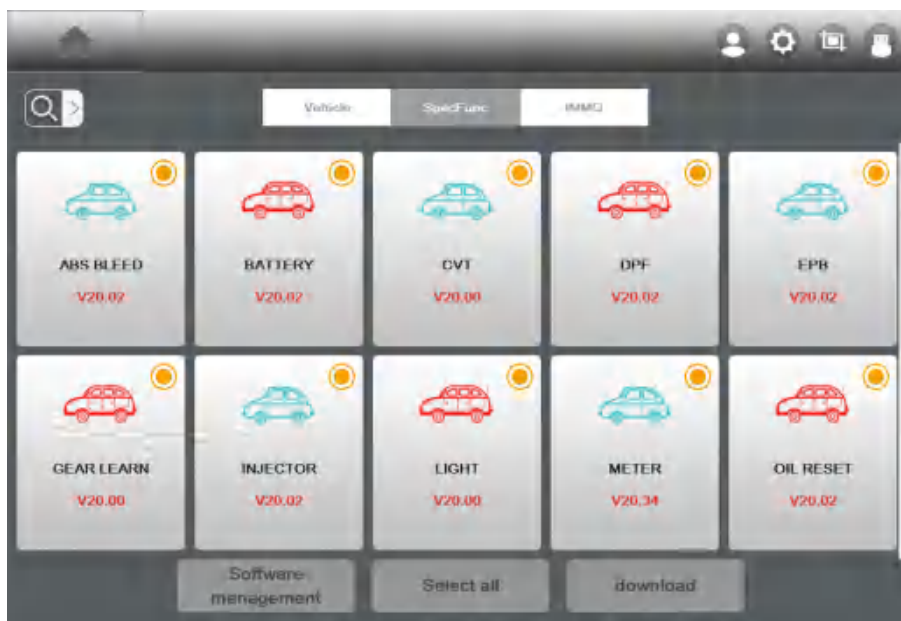 Vehicle SpecFunc IMMO
ABS BLEED BATTERY CVT DPF EPB
V20.02 V20.02 V20.00 V20.02 V20.02
GEAR LEARN INJECTOR LIGHT METER OIL RESET
V20.00 V20.02 V20.00 V20.34 V20.02
Software
management
Select all
download